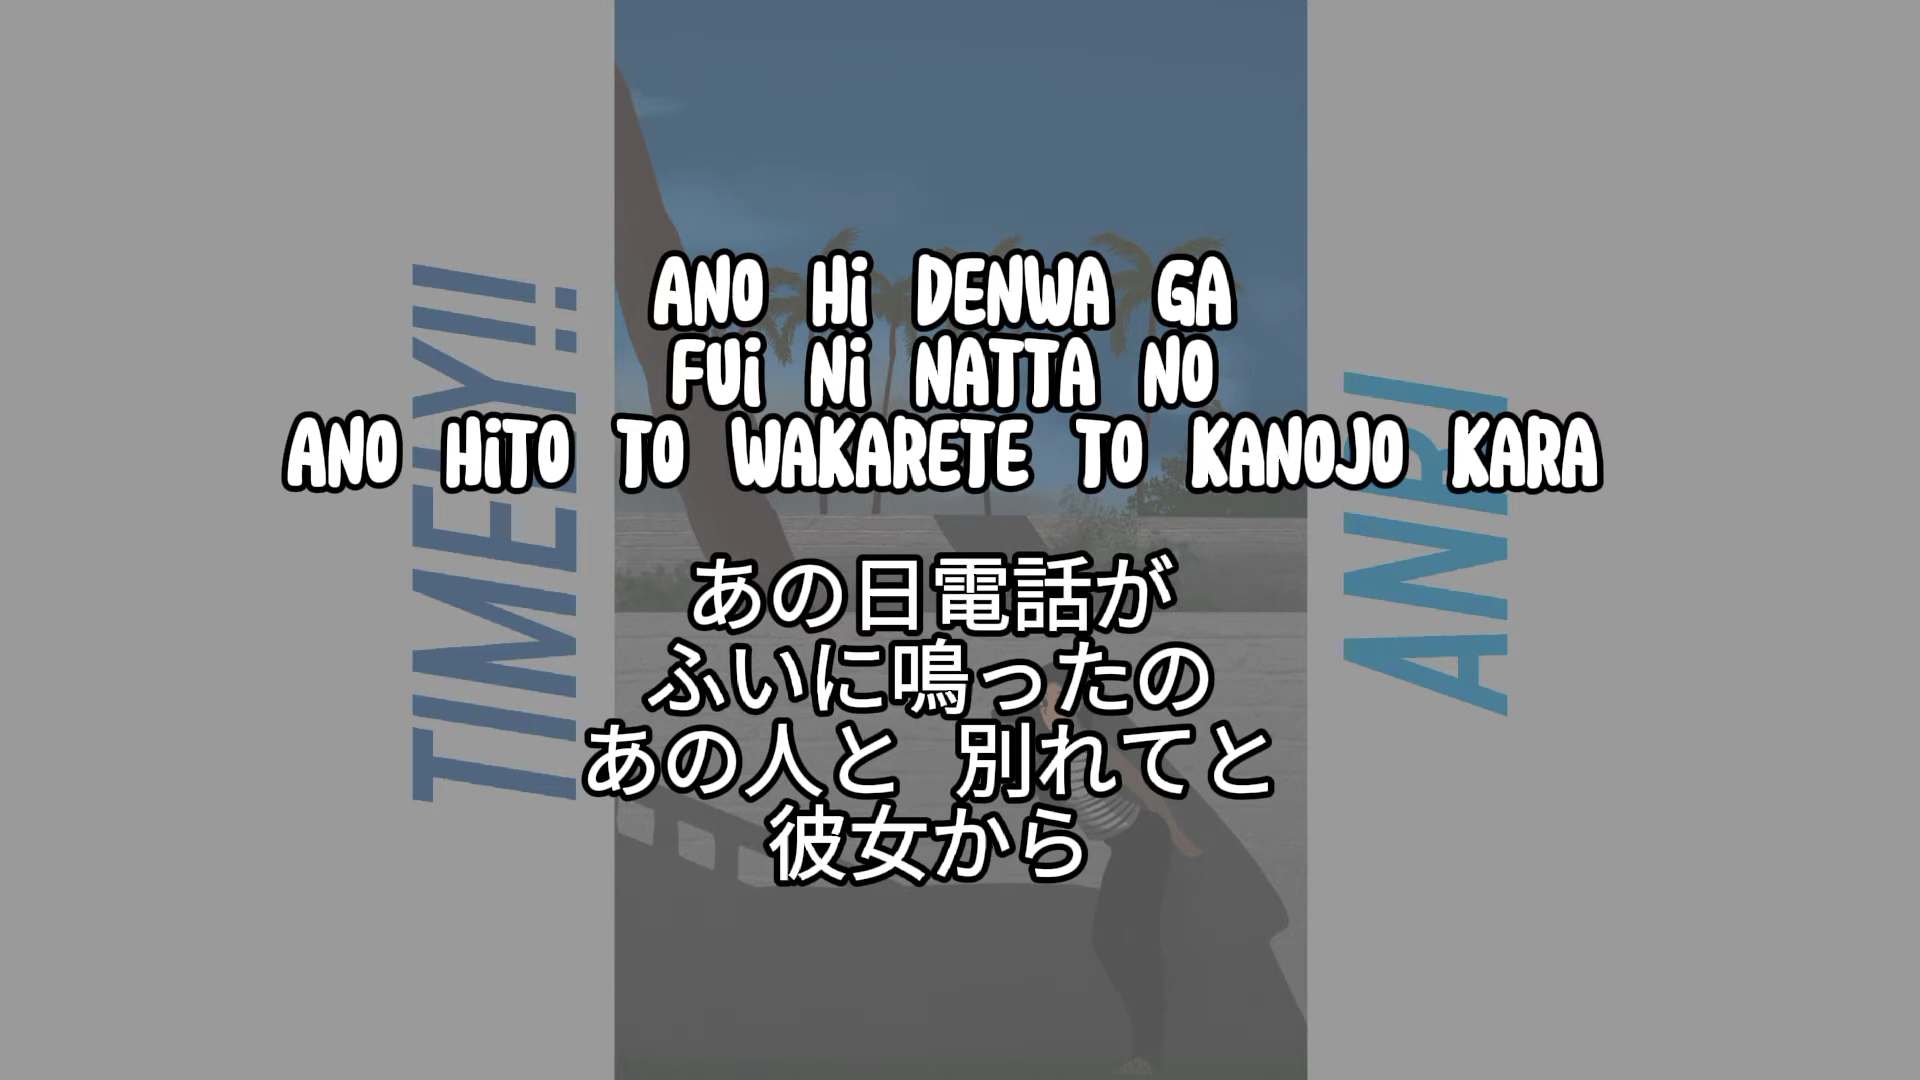 TIMELY!!
ANO Hi DENWA GA
FUi Ni NATTA NO
ANO HiTO TO WAKARETE TO KANOJO KARA
あの日電話が
ふいに鳴ったの
あの人と 別れてと
彼女から
ANRI